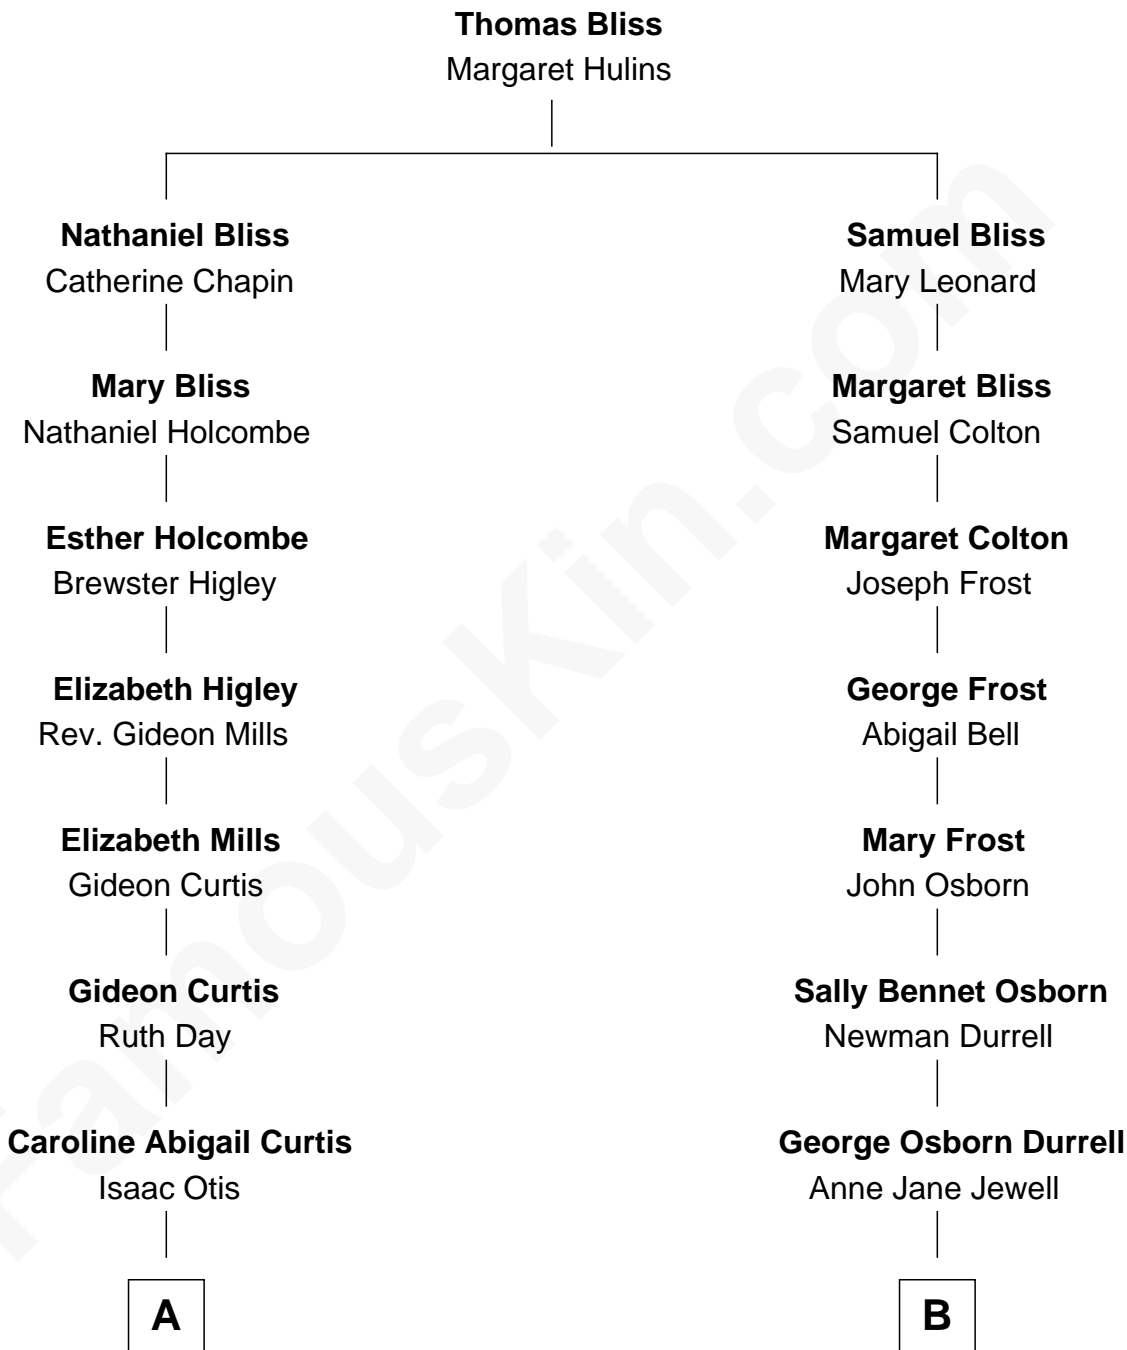 Thomas Bliss
Margaret Hulins
Nathaniel Bliss
Catherine Chapin
Mary Bliss
Nathaniel Holcombe
Esther Holcombe
Brewster Higley
Elizabeth Higley
Rev. Gideon Mills
Elizabeth Mills
Gideon Curtis
Gideon Curtis
Ruth Day
Caroline Abigail Curtis
Isaac Otis
A
Samuel Bliss
Mary Leonard
Margaret Bliss
Samuel Colton
Margaret Colton
Joseph Frost
George Frost
Abigail Bell
Mary Frost
John Osborn
Sally Bennet Osborn
Newman Durrell
George Osborn Durrell
Anne Jane Jewell
B
FamousKin.com